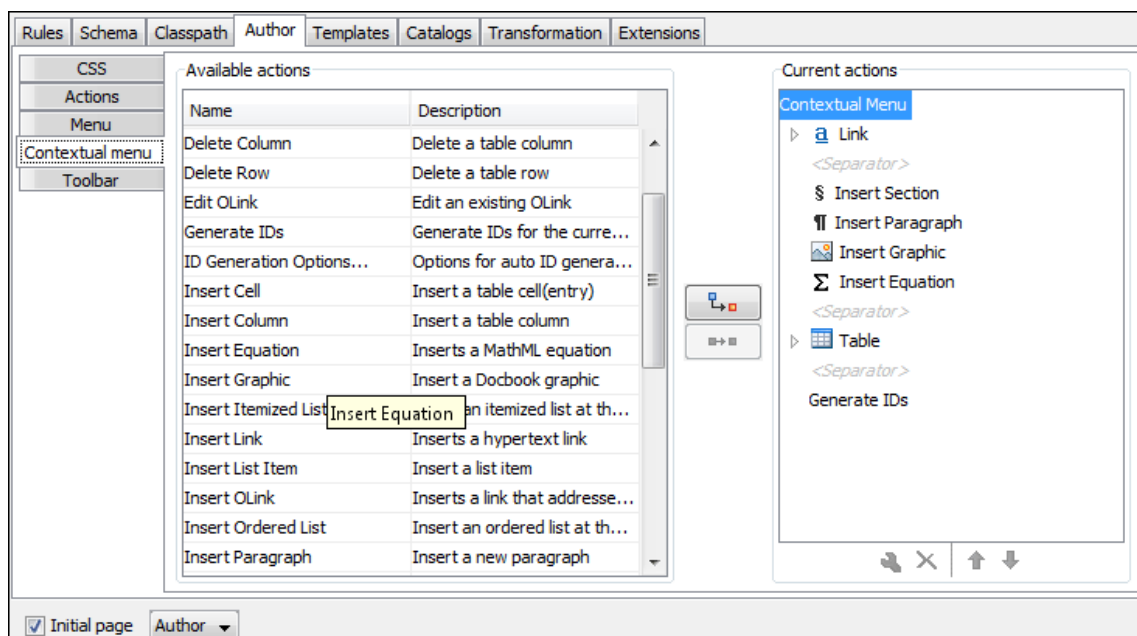 Rules Schema Classpath Author Templates Catalogs Transformation Extensions
CSS
Actions
Menu
Contextual menu
Toolbar
Available actions
Name Description
Delete Column Delete a table column
Delete Row Delete a table row
Edit OLink Edit an existing OLink
Generate IDs Generate IDs for the curre...
ID Generation Options... Options for auto ID genera...
Insert Cell Insert a table cell(entry)
Insert Column Insert a table column
Insert Equation Inserts a MathML equation
Insert Graphic Insert a Docbook graphic
Insert Itemized List an itemized list at th...
Insert Equation
Insert Link Inserts a hypertext link
Insert List Item Insert a list item
Insert OLink Inserts a link that addresse...
Insert Ordered List Insert an ordered list at th...
Insert Paragraph Insert a new paragraph
Current actions
Contextual Menu
a Link
<Separator>
§ Insert Section
¶ Insert Paragraph
Insert Graphic
Σ Insert Equation
<Separator>
Table
<Separator>
Generate IDs
Initial page Author